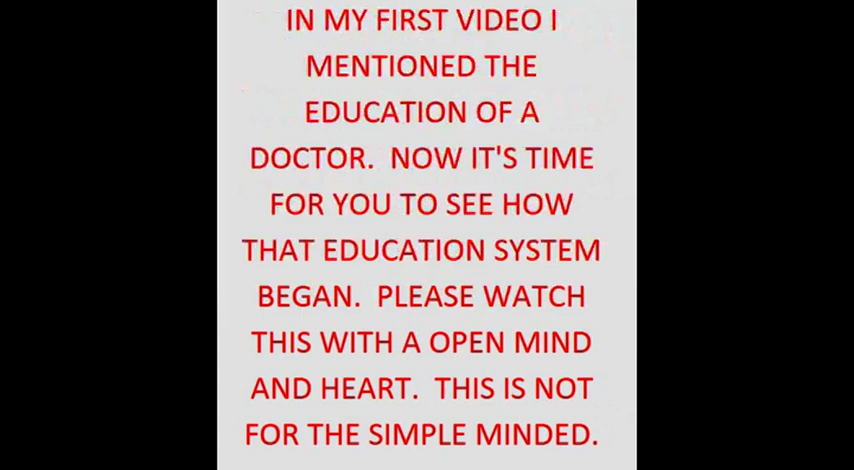 IN MY FIRST VIDEO I
MENTIONED THE
EDUCATION OF A
DOCTOR.  NOW IT'S TIME
FOR YOU TO SEE HOW
THAT EDUCATION SYSTEM
BEGAN.  PLEASE WATCH
THIS WITH A OPEN MIND
AND HEART.  THIS IS NOT
FOR THE SIMPLE MINDED.